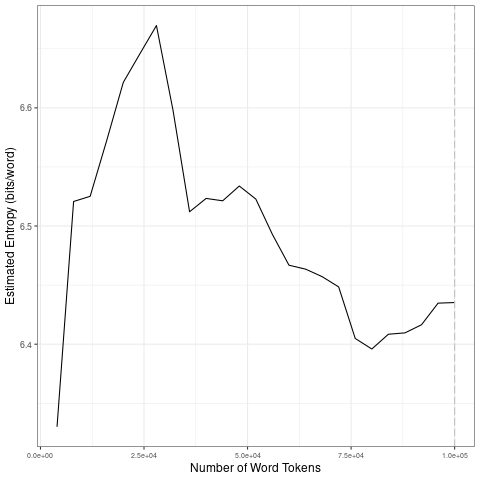 Estimated Entropy (bits/word)
6.6
6.5
6.4
0.0e+00 2.5e+04 5.0e+04 7.5e+04 1.0e+05
Number of Word Tokens